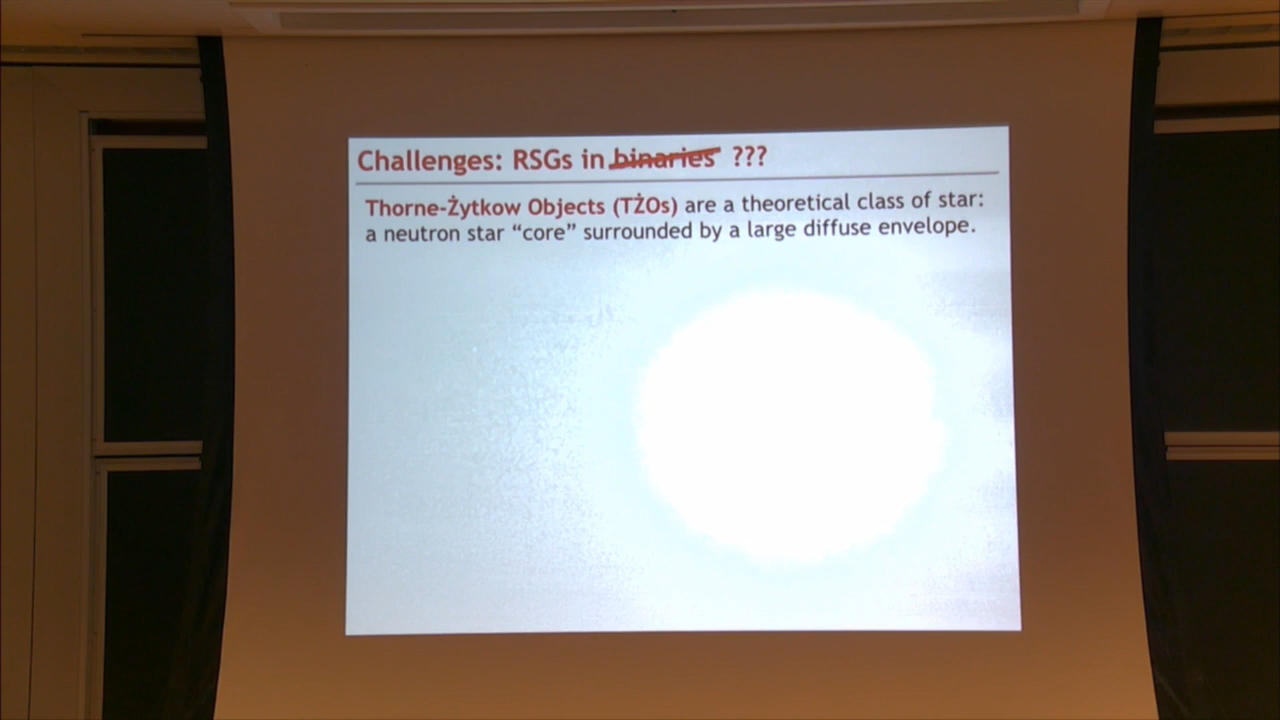 Challenges: RSGs in binaries ???
Thorne-Żytkow Objects (TŻOs) are a theoretical class of star:
a neutron star “core” surrounded by a large diffuse envelope.